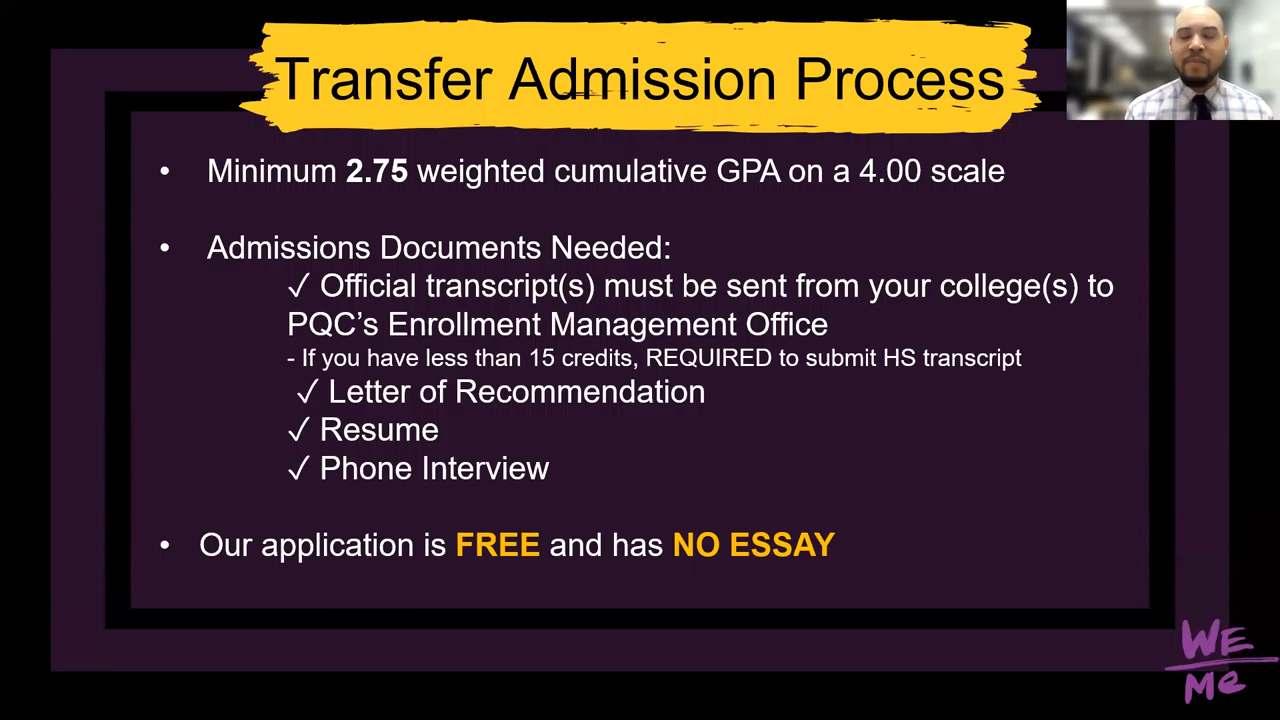 Transfer Admission Process
• Minimum 2.75 weighted cumulative GPA on a 4.00 scale
• Admissions Documents Needed:
✓ Official transcript(s) must be sent from your college(s) to
PQC’s Enrollment Management Office
- If you have less than 15 credits, REQUIRED to submit HS transcript
✓ Letter of Recommendation
✓ Resume
✓ Phone Interview
• Our application is FREE and has NO ESSAY
WE
Me